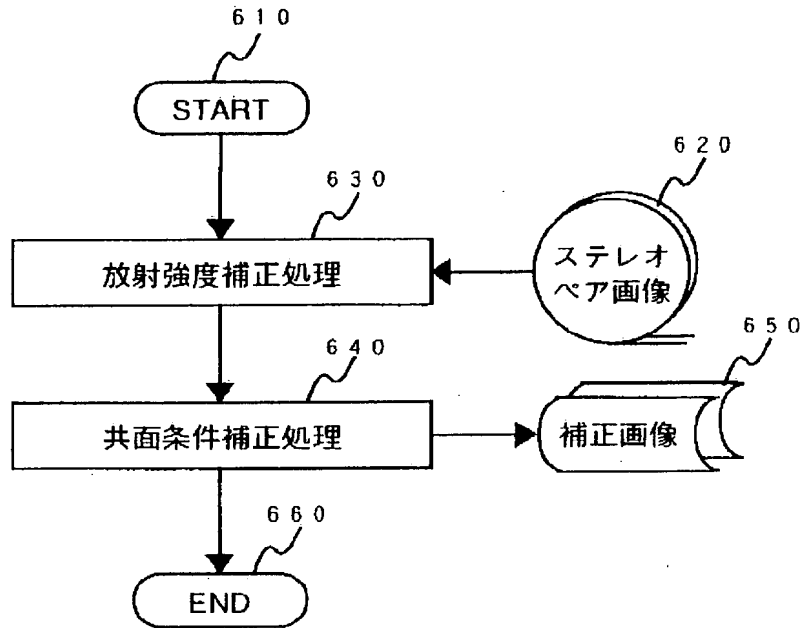 610
START
620
630
ステレオ
ペア画像
放射強度補正処理
640
650
共面条件補正処理
補正画像
660
END